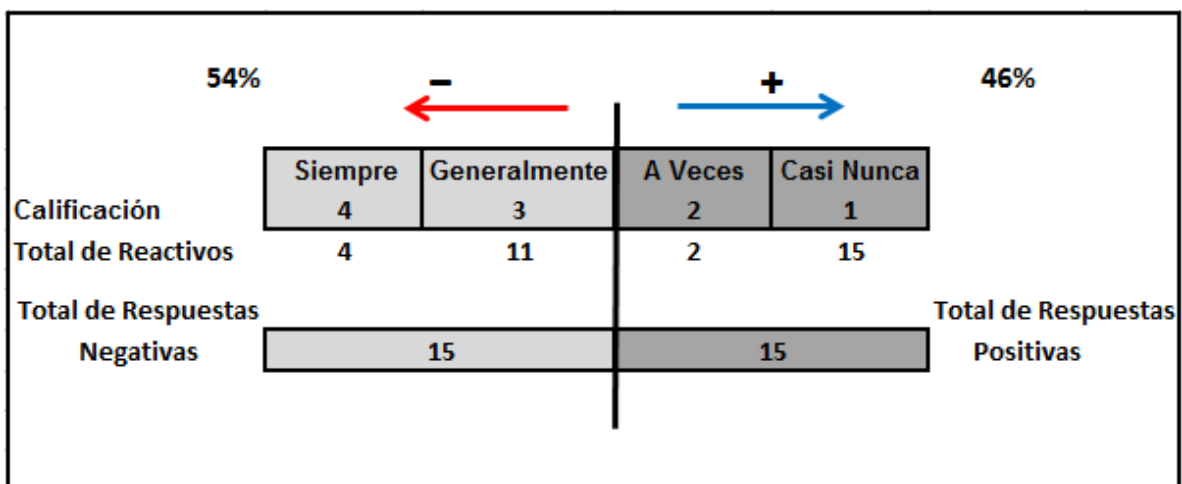 54% − + 46%
Siempre Generalmente A Veces Casi Nunca
Calificación 4 3 2 1
Total de Reactivos 4 11 2 15
Total de Respuestas Total de Respuestas
Negativas 15 15 Positivas